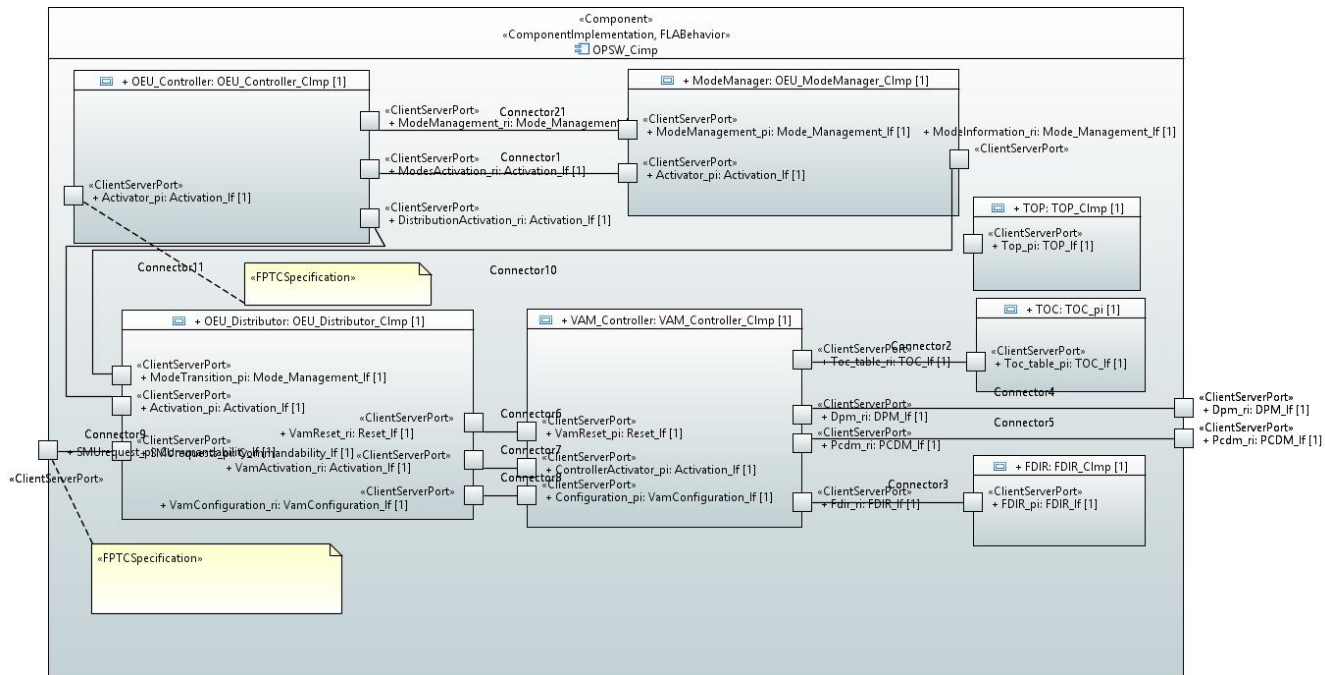 «Component»
«ComponentImplementation, FLABehavior»
OPSW_Cimp
+ OEU_Controller: OEU_Controller_CImp [1]
+ ModeManager: OEU_ModeManager_CImp [1]
«ClientServerPort»
Connector21
+ ModeManagement_ri: Mode_Management
«ClientServerPort»
+ ModeManagement_pi: Mode_Management_If [1]
+ ModeInformation_ri: Mode_Management_If [1]
«ClientServerPort»
«ClientServerPort»
Connector1
+ ModesActivation_ri: Activation_If [1]
«ClientServerPort»
+ Activator_pi: Activation_If [1]
«ClientServerPort»
+ Activator_pi: Activation_If [1]
«ClientServerPort»
+ DistributionActivation_ri: Activation_If [1]
+ TOP: TOP_CImp [1]
«ClientServerPort»
+ Top_pi: TOP_If [1]
Connector11
Connector10
«FPTCSpecification»
+ OEU_Distributor: OEU_Distributor_CImp [1]
+ VAM_Controller: VAM_Controller_CImp [1]
+ TOC: TOC_pi [1]
«ClientServerPort»
+ ModeTransition_pi: Mode_Management_If [1]
«ClientServerPort»
+ Toc_table_ri: TOC_If [1]
Connector2
«ClientServerPort»
+ Toc_table_pi: TOC_If [1]
«ClientServerPort»
+ Activation_pi: Activation_If [1]
Connector4
«ClientServerPort»
+ Dpm_ri: DPM_If [1]
«ClientServerPort»
+ Dpm_ri: DPM_If [1]
«ClientServerPort»
+ VamReset_ri: Reset_If [1]
Connector6
«ClientServerPort»
+ VamReset_pi: Reset_If [1]
Connector5
«ClientServerPort»
+ Pcdm_ri: PCDM_If [1]
«ClientServerPort»
+ Pcdm_ri: PCDM_If [1]
Connector9
«ClientServerPort»
«ClientServerPort»
«ClientServerPort»
+ VamActivation_ri: Activation_If [1]
Connector7
«ClientServerPort»
+ ControllerActivator_pi: Activation_If [1]
+ FDIR: FDIR_CImp [1]
«ClientServerPort»
+ VamConfiguration_ri: VamConfiguration_If [1]
Connector8
«ClientServerPort»
+ Configuration_pi: VamConfiguration_If [1]
«ClientServerPort»
+ Fdir_ri: FDIR_If [1]
Connector3
«ClientServerPort»
+ FDIR_pi: FDIR_If [1]
«FPTCSpecification»